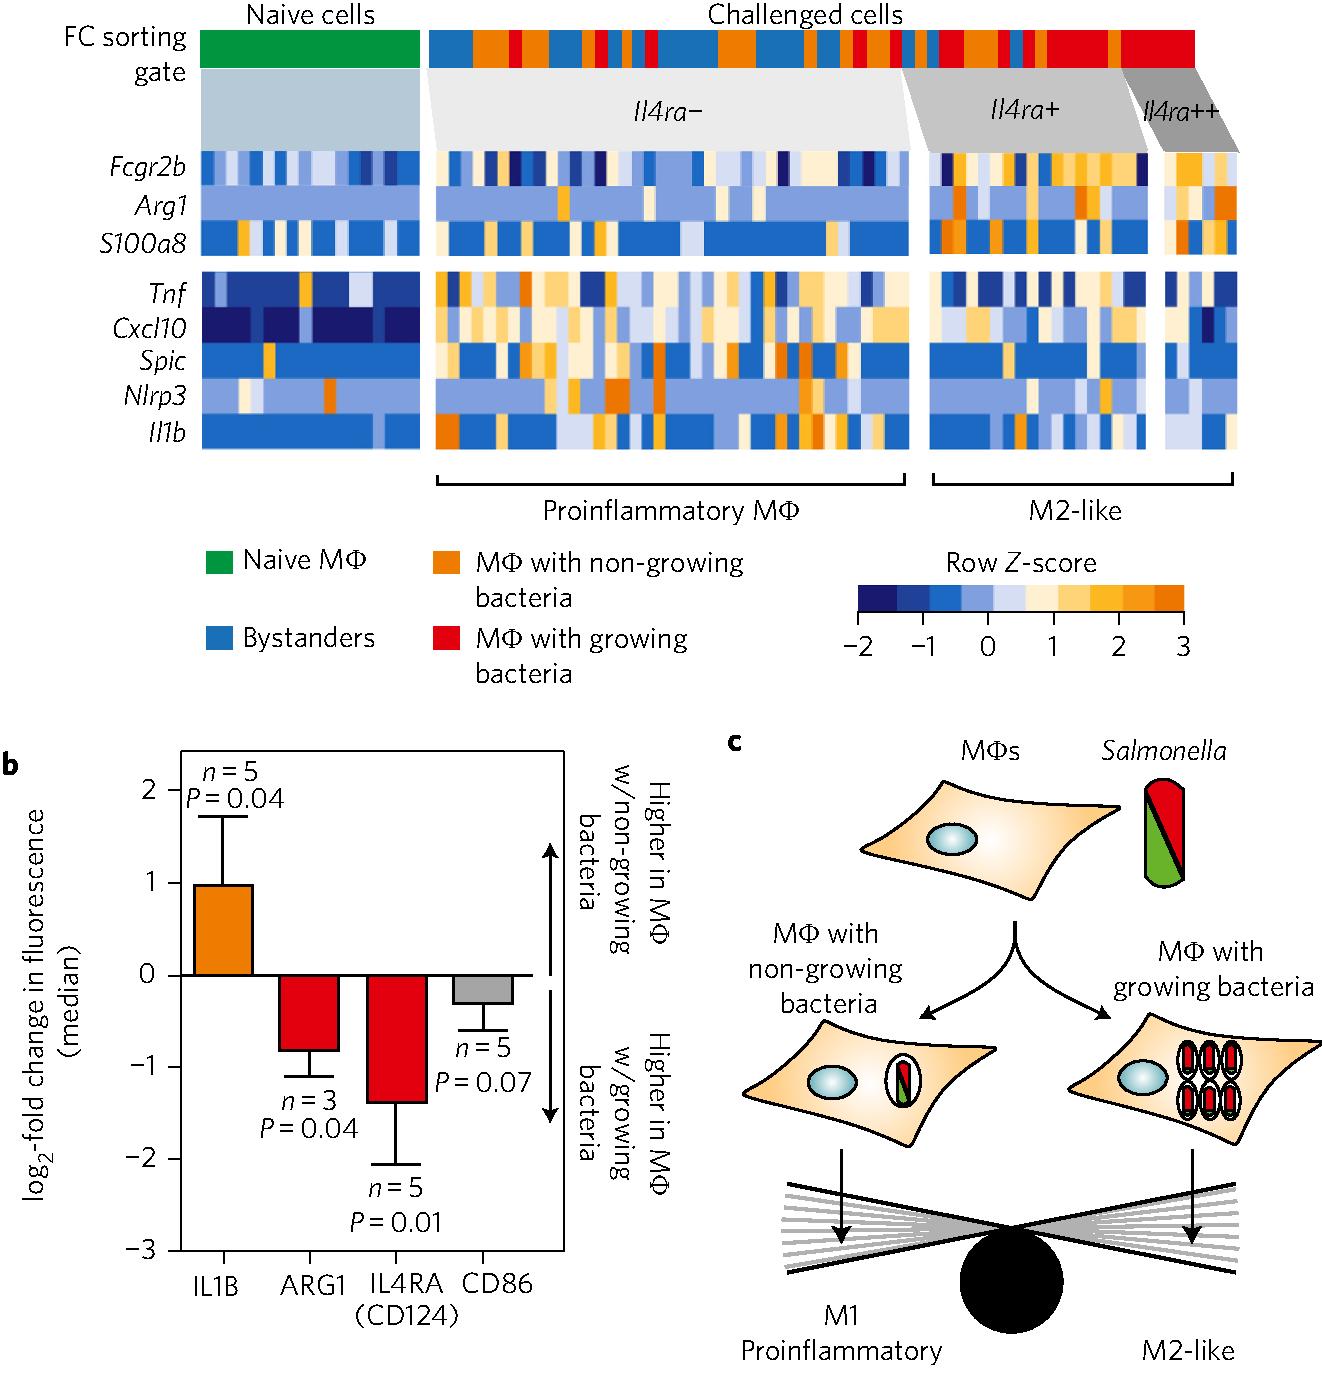 Naive cells
Challenged cells
FC sorting
gate
Il4ra−
Il4ra+
Il4ra++
Fcgr2b
Arg1
S100a8
Tnf
Cxcl10
Spic
Nlrp3
Il1b
Proinflammatory MΦ
M2-like
Naive MΦ
MΦ with non-growing
bacteria
Bystanders
MΦ with growing
bacteria
Row Z-score
−2 −1 0 1 2 3
b
log2-fold change in fluorescence
(median)
2
1
0
−1
−2
−3
n = 5
P = 0.04
n = 3
P = 0.04
n = 5
P = 0.01
n = 5
P = 0.07
IL1B
ARG1
IL4RA
(CD124)
CD86
Higher in MΦ
w/non-growing
bacteria
Higher in MΦ
w/growing
bacteria
c
MΦs
Salmonella
MΦ with
non-growing
bacteria
MΦ with
growing bacteria
M1
Proinflammatory
M2-like